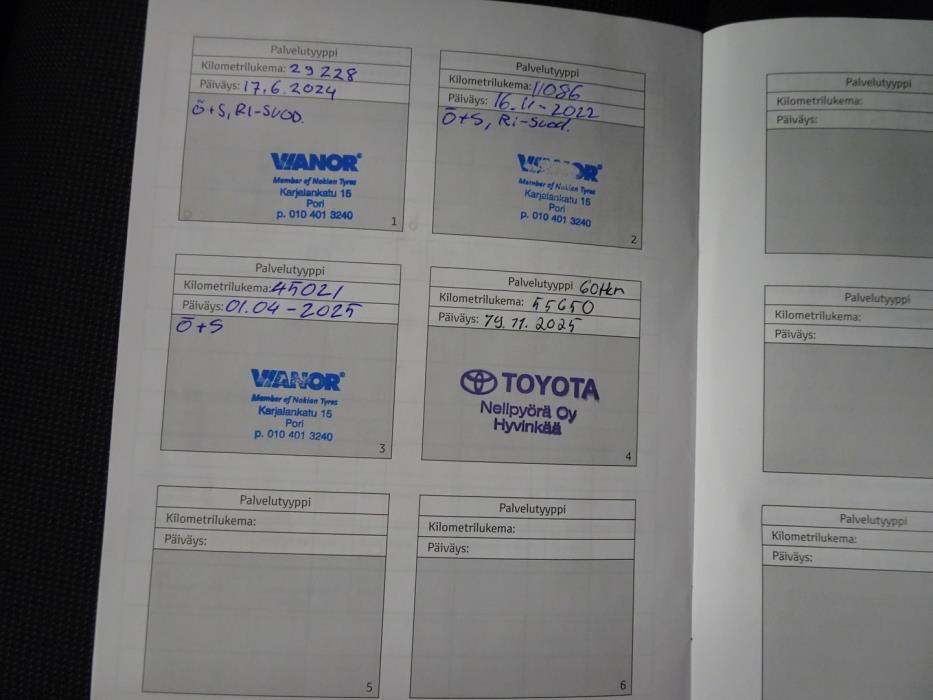 Palvelutyyppi
Kilometrilukema: 29228
Päiväys: 17.6.2024
Ö+S, RI-SUOD.
VIANOR
Member of Nokian Tyres
Karjalankatu 15
Pori
p. 010 401 3240
1
Palvelutyyppi
Kilometrilukema: 11086
Päiväys: 16.11-2022
Ö+S, Ri-Suod.
Member of Nokian Tyres
Karjalankatu 15
Pori
p. 010 401 3240
2
Palvelutyyppi
Kilometrilukema: 45021
Päiväys: 01.04-2025
Ö+S
VIANOR
Member of Nokian Tyres
Karjalankatu 15
Pori
p. 010 401 3240
3
Palvelutyyppi 60tkm
Kilometrilukema: 55650
Päiväys: 19.11.2025
TOYOTA
Nelipyörä Oy
Hyvinkää
4
Palvelutyyppi
Kilometrilukema:
Päiväys:
5
Palvelutyyppi
Kilometrilukema:
Päiväys:
6
Palvelutyyppi
Kilometrilukema:
Päiväys:
Palvelutyyppi
Kilometrilukema:
Päiväys:
Palvelutyyppi
Kilometrilukema:
Päiväys: